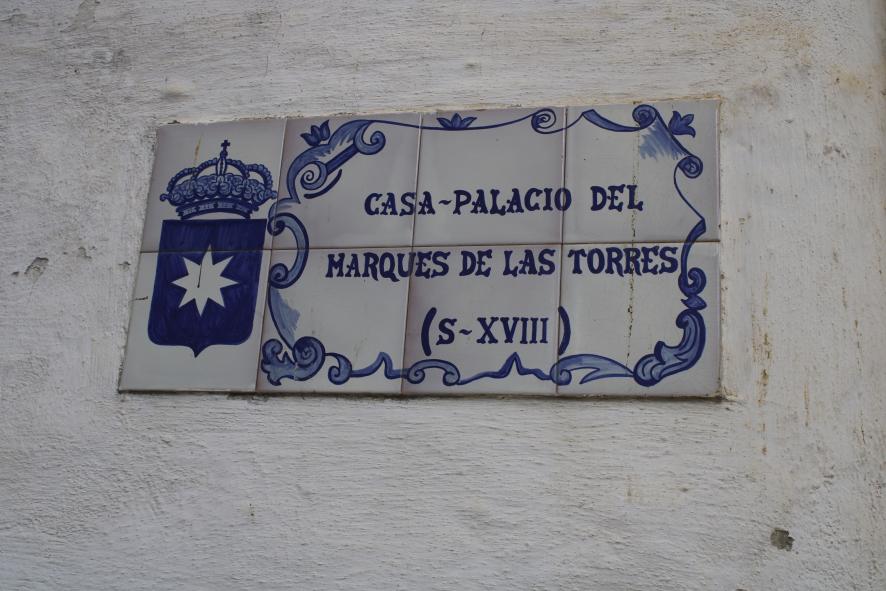 CASA~PALACIO DEL
MARQUES DE LAS TORRES
(S~XVIII)